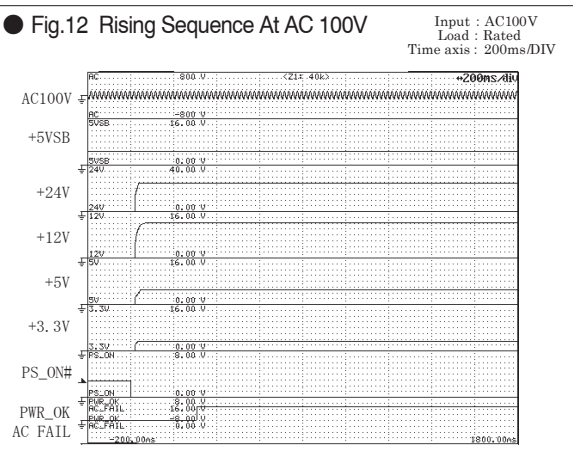 ● Fig.12 Rising Sequence At AC 100V
Input : AC100V
Load : Rated
Time axis : 200ms/DIV
AC 800 V <21: 40k> 200ms/div
AC100V
AC -800 V
5VSB 16.00 V
+5VSB
5VSB 0.00 V
24V 40.00 V
+24V
24V 0.00 V
12V 16.00 V
+12V
12V 0.00 V
5V 16.00 V
+5V
5V 0.00 V
3.3V 16.00 V
+3.3V
3.3V 0.00 V
PS_ON 8.00 V
PS_ON#
PS_ON 0.00 V
PWR_OK 8.00 V
AC_FAIL 16.00 V
PWR_OK
PWR_OK -8.00 V
AC FAIL
AC_FAIL 0.00 V
-200.00ms 1800.00ms